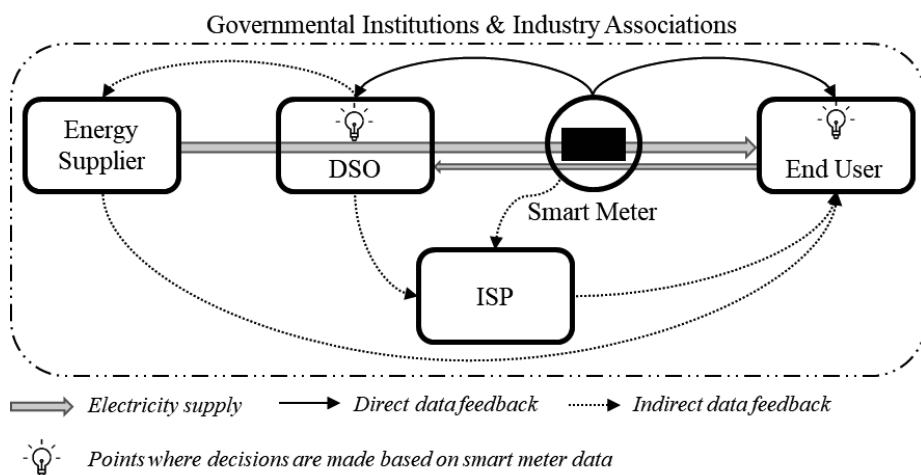 Governmental Institutions & Industry Associations
Energy
Supplier
DSO
End User
Smart Meter
ISP
Electricity supply
Direct data feedback
Indirect data feedback
Points where decisions are made based on smart meter data